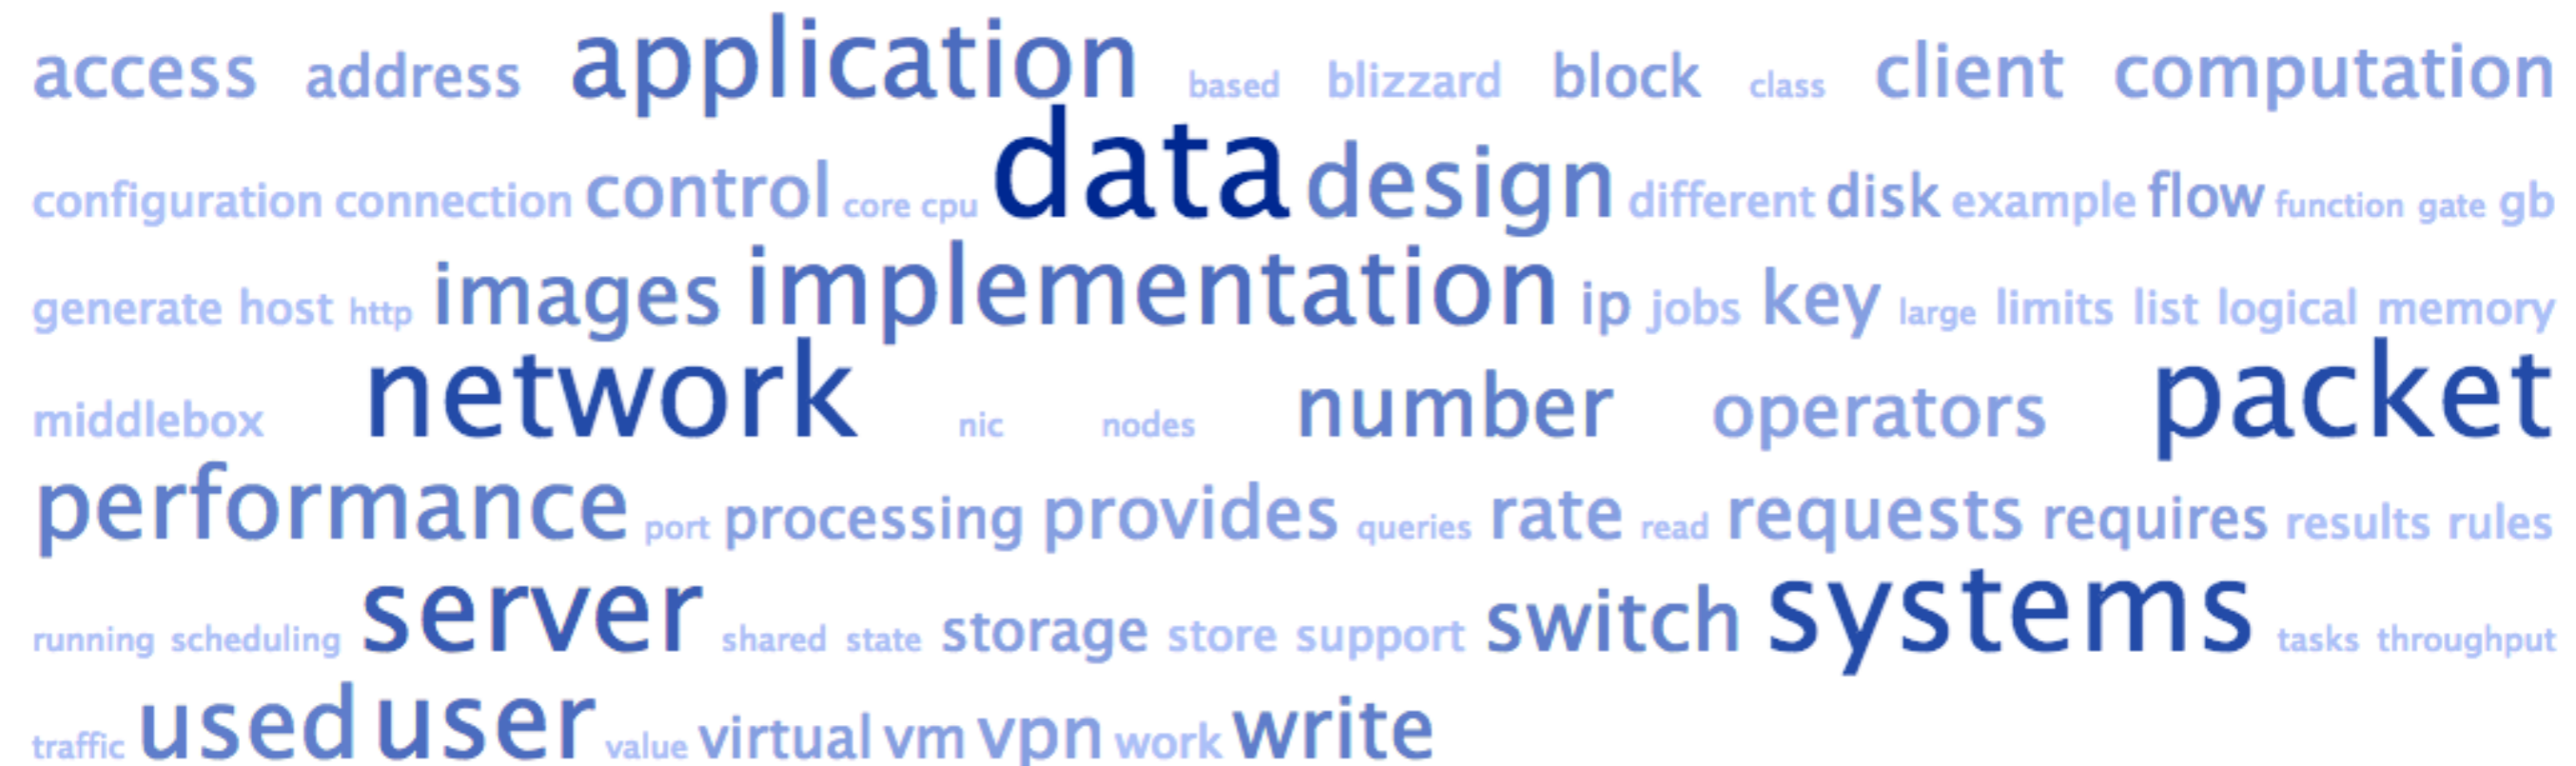 access address application based blizzard block class client computation
configuration connection control core cpu data design different disk example flow function gate gb
generate host http images implementation ip jobs key large limits list logical memory
middlebox network nic nodes number operators packet
performance port processing provides queries rate read requests requires results rules
running scheduling server shared state storage store support switch systems tasks throughput
traffic used user value virtual vm vpn work write